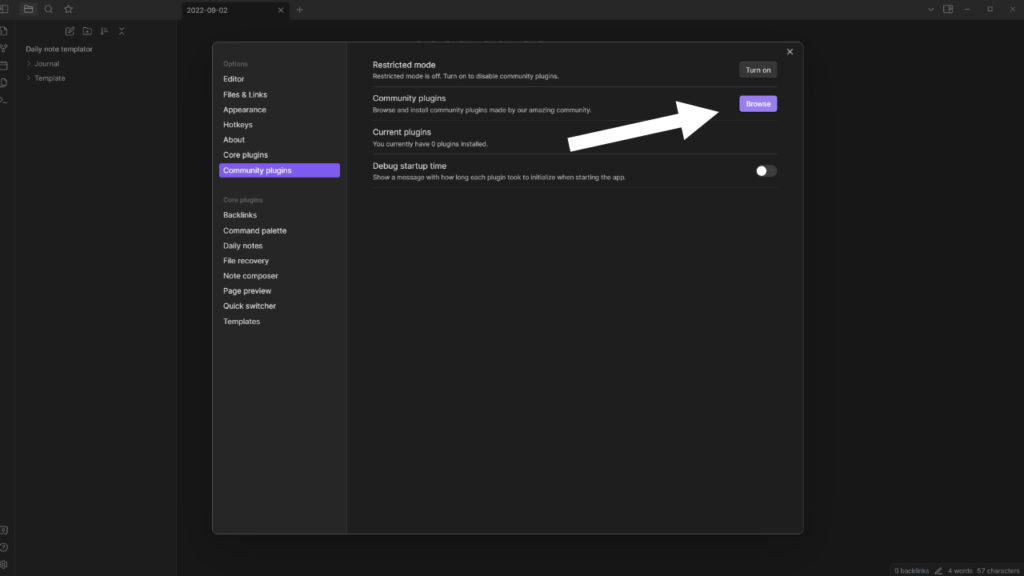 2022-09-02
Daily note templator
Journal
Template
Options
Editor
Files & Links
Appearance
Hotkeys
About
Core plugins
Community plugins
Core plugins
Backlinks
Command palette
Daily notes
File recovery
Note composer
Page preview
Quick switcher
Templates
Restricted mode
Restricted mode is off. Turn on to disable community plugins.
Turn on
Community plugins
Browse and install community plugins made by our amazing community.
Browse
Current plugins
You currently have 0 plugins installed.
Debug startup time
Show a message with how long each plugin took to initialize when starting the app.
0 backlinks 4 words 57 characters